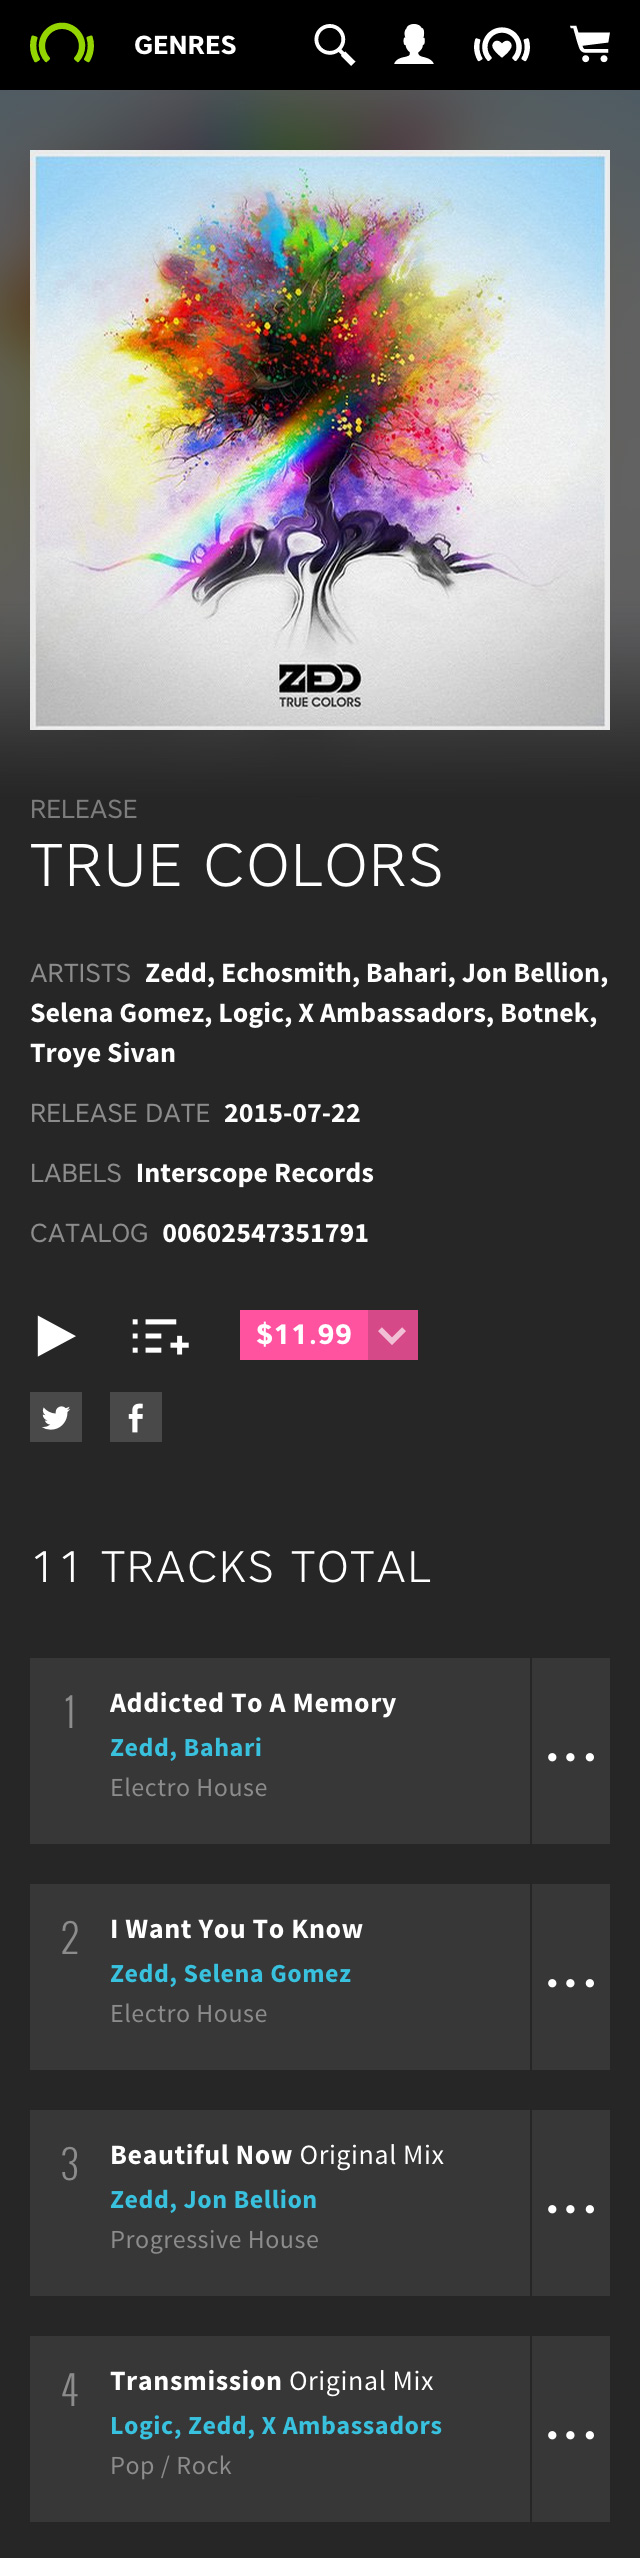 GENRES
ZEDD
TRUE COLORS
RELEASE
TRUE COLORS
ARTISTS Zedd, Echosmith, Bahari, Jon Bellion,
Selena Gomez, Logic, X Ambassadors, Botnek,
Troye Sivan
RELEASE DATE 2015-07-22
LABELS Interscope Records
CATALOG 00602547351791
$11.99
11 TRACKS TOTAL
1 Addicted To A Memory
Zedd, Bahari
Electro House
2 I Want You To Know
Zedd, Selena Gomez
Electro House
3 Beautiful Now Original Mix
Zedd, Jon Bellion
Progressive House
4 Transmission Original Mix
Logic, Zedd, X Ambassadors
Pop / Rock